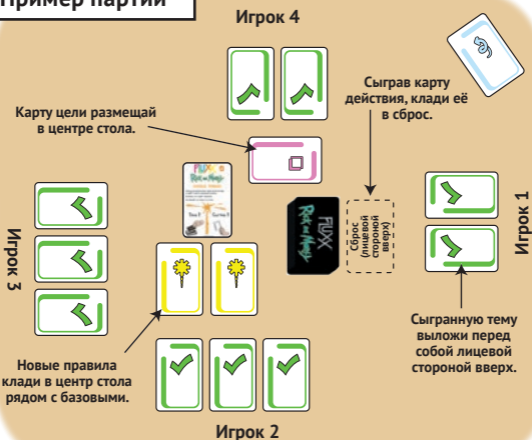 Пример партии
Игрок 4
Сыграв карту
действия, клади её
в сброс.
Карту цели размещай
в центре стола.
FLUXX
Rick and Morty
Сброс
(лицевой
стороной
вверх)
Игрок 1
Игрок 3
Сыгранную тему
выложи перед
собой лицевой
стороной вверх.
Новые правила
клади в центр стола
рядом с базовыми.
Игрок 2